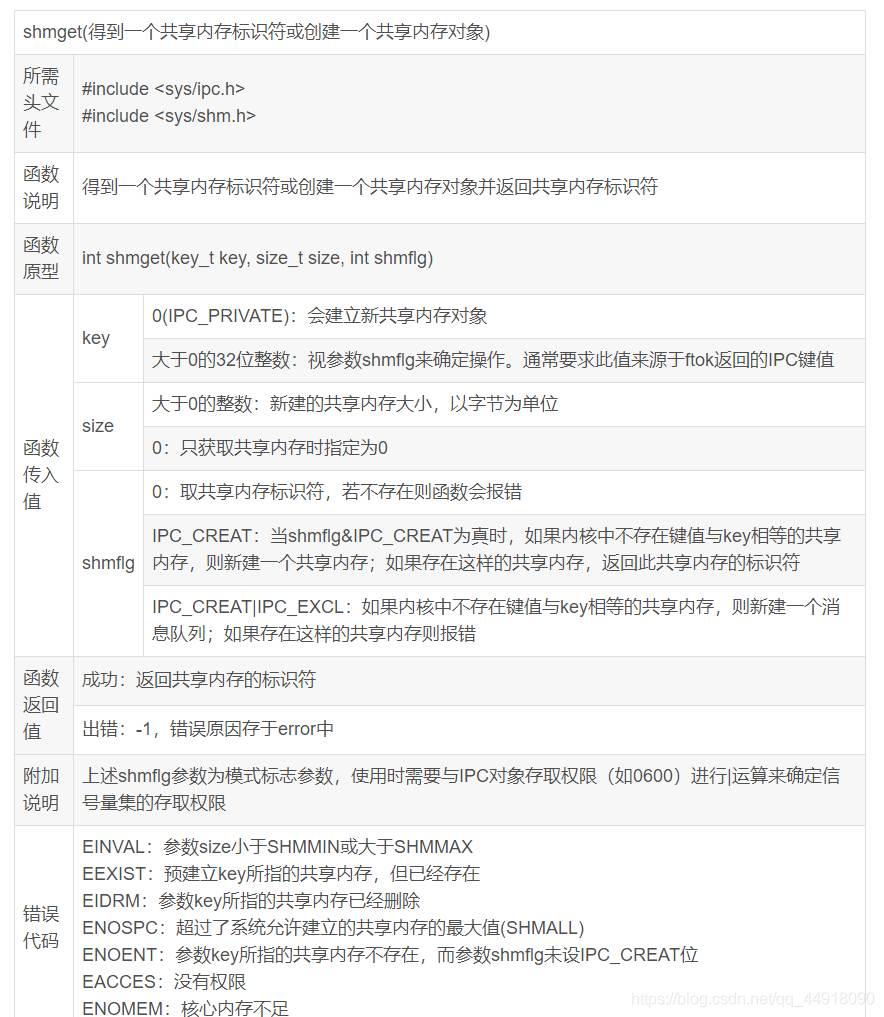 shmget(得到一个共享内存标识符或创建一个共享内存对象)
所需
头文
件
#include <sys/ipc.h>
#include <sys/shm.h>
函数
说明
得到一个共享内存标识符或创建一个共享内存对象并返回共享内存标识符
函数
原型
int shmget(key_t key, size_t size, int shmflg)
函数
传入
值
key
0(IPC_PRIVATE)：会建立新共享内存对象
大于0的32位整数：视参数shmflg来确定操作。通常要求此值来源于ftok返回的IPC键值
size
大于0的整数：新建的共享内存大小，以字节为单位
0：只获取共享内存时指定为0
shmflg
0：取共享内存标识符，若不存在则函数会报错
IPC_CREAT：当shmflg&IPC_CREAT为真时，如果内核中不存在键值与key相等的共享
内存，则新建一个共享内存；如果存在这样的共享内存，返回此共享内存的标识符
IPC_CREAT|IPC_EXCL：如果内核中不存在键值与key相等的共享内存，则新建一个消
息队列；如果存在这样的共享内存则报错
函数
返回
值
成功：返回共享内存的标识符
出错：-1，错误原因存于error中
附加
说明
上述shmflg参数为模式标志参数，使用时需要与IPC对象存取权限（如0600）进行|运算来确定信
号量集的存取权限
错误
代码
EINVAL：参数size小于SHMMIN或大于SHMMAX
EEXIST：预建立key所指的共享内存，但已经存在
EIDRM：参数key所指的共享内存已经删除
ENOSPC：超过了系统允许建立的共享内存的最大值(SHMALL)
ENOENT：参数key所指的共享内存不存在，而参数shmflg未设IPC_CREAT位
EACCES：没有权限
ENOMEM：核心内存不足
https://blog.csdn.net/qq_44918090